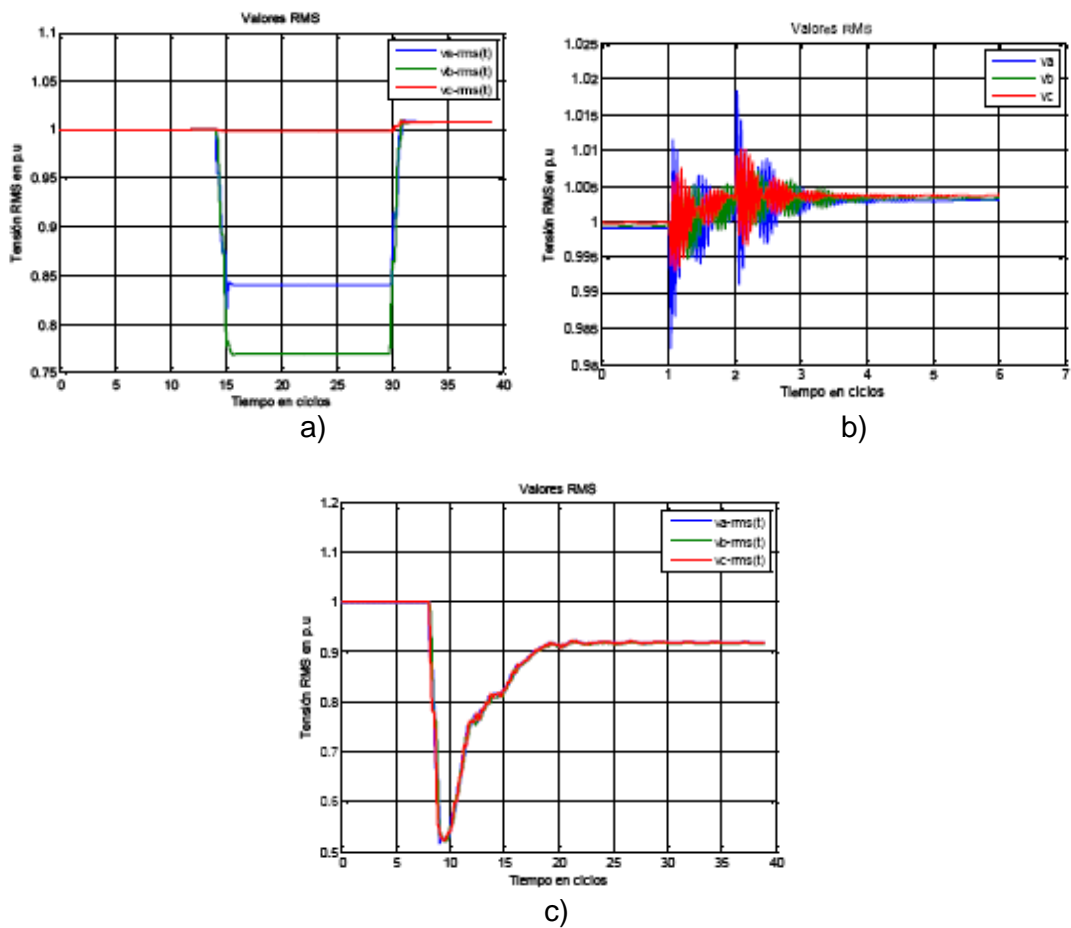 Valores RMS
1.1
1.05
1
0.95
0.9
0.85
0.8
0.75
0 5 10 15 20 25 30 35 40
Tensión RMS en p.u
Tiempo en ciclos
va-rms(t)
vb-rms(t)
vc-rms(t)
a)
Valores RMS
1.025
1.02
1.015
1.01
1.005
1
0.995
0.99
0.985
0.98
0 1 2 3 4 5 6 7
Tensión RMS en p.u
Tiempo en ciclos
va
vb
vc
b)
Valores RMS
1.2
1.1
1
0.9
0.8
0.7
0.6
0.5
0 5 10 15 20 25 30 35 40
Tensión RMS en p.u
Tiempo en ciclos
va-rms(t)
vb-rms(t)
vc-rms(t)
c)